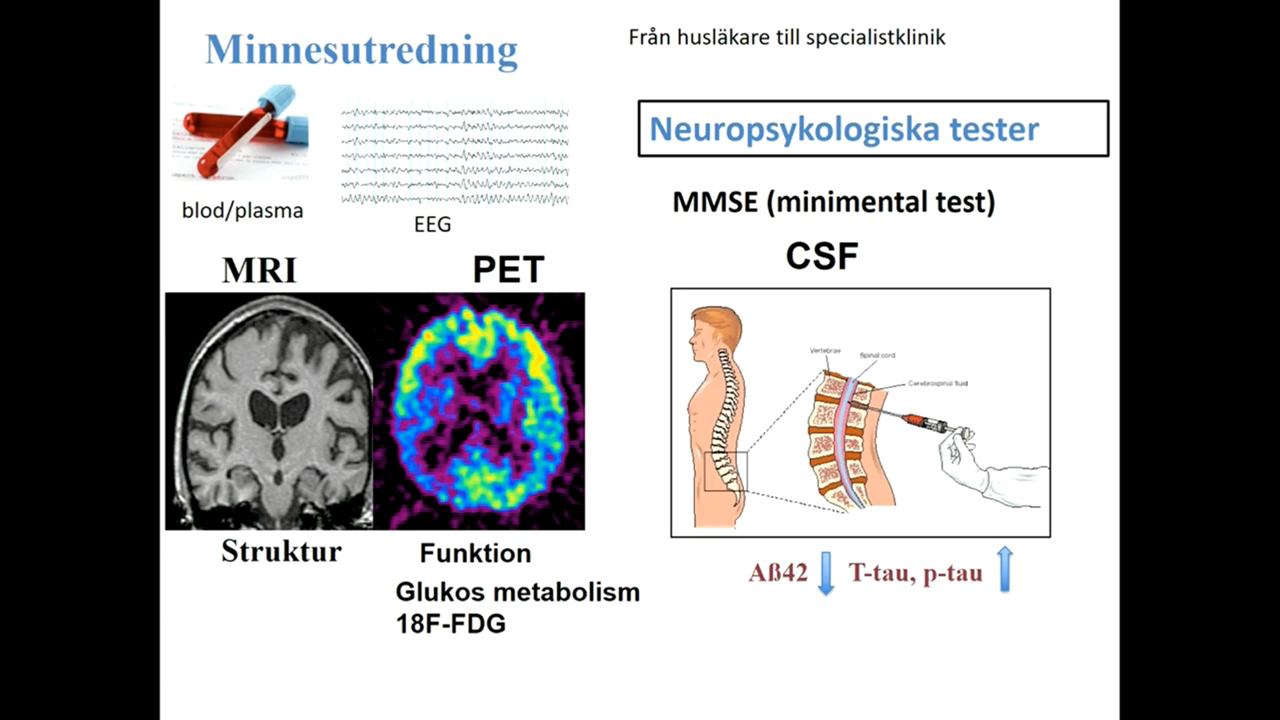 Minnesutredning
Från husläkare till specialistklinik
blod/plasma
EEG
Neuropsykologiska tester
MMSE (minimental test)
MRI
PET
CSF
Vertebrae
Spinal cord
Cerebrospinal fluid
Struktur
Funktion
Glukos metabolism
18F-FDG
Aß42
T-tau, p-tau